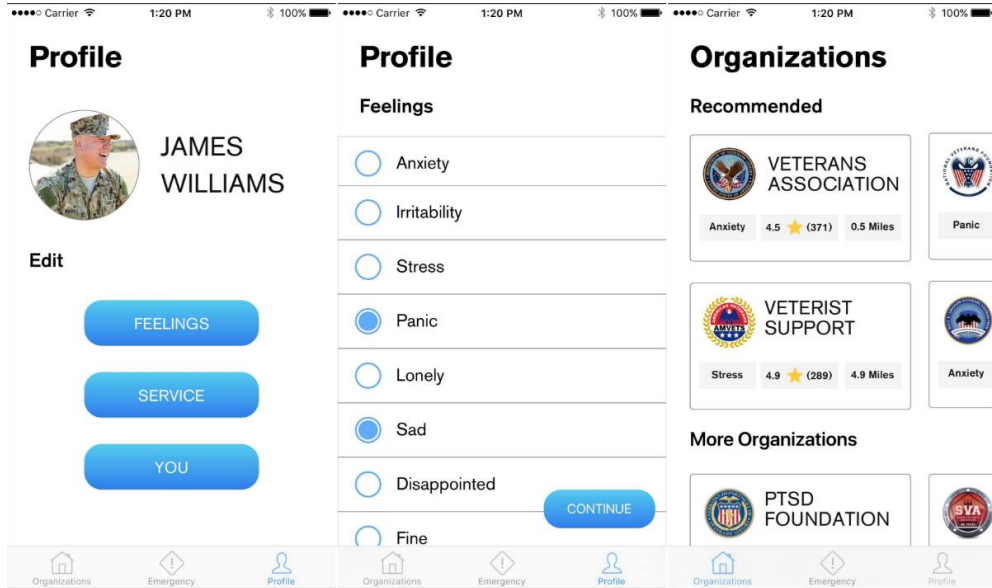 Carrier
1:20 PM
100%
Profile
JAMES
WILLIAMS
Edit
FEELINGS
SERVICE
YOU
Organizations
Emergency
Profile
Carrier
1:20 PM
100%
Profile
Feelings
Anxiety
Irritability
Stress
Panic
Lonely
Sad
Disappointed
Fine
CONTINUE
Organizations
Emergency
Profile
Carrier
1:20 PM
100%
Organizations
Recommended
VETERANS
ASSOCIATION
Anxiety 4.5 (371) 0.5 Miles
Panic
AMVETS
VETERIST
SUPPORT
Stress 4.9 (289) 4.9 Miles
Anxiety
More Organizations
PTSD
FOUNDATION
SVA
Organizations
Emergency
Profile